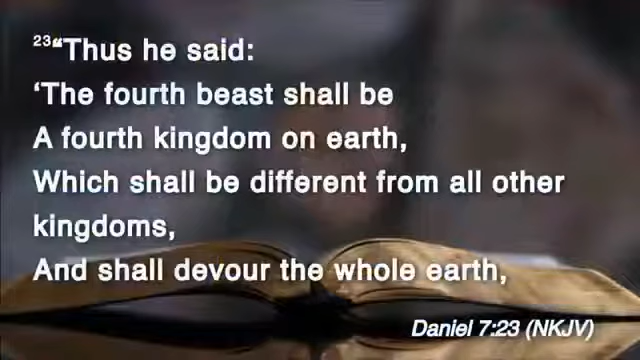 23“Thus he said:
‘The fourth beast shall be
A fourth kingdom on earth,
Which shall be different from all other
kingdoms,
And shall devour the whole earth,
Daniel 7:23 (NKJV)